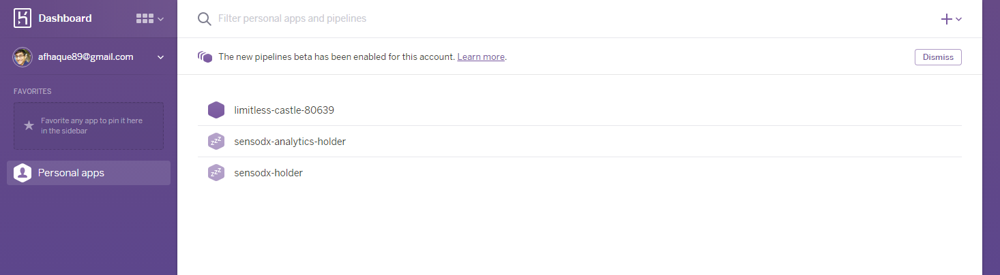 Dashboard
Filter personal apps and pipelines
afhaque89@gmail.com
The new pipelines beta has been enabled for this account. Learn more.
Dismiss
FAVORITES
Favorite any app to pin it here
in the sidebar
Personal apps
limitless-castle-80639
zzz
sensodx-analytics-holder
zzz
sensodx-holder